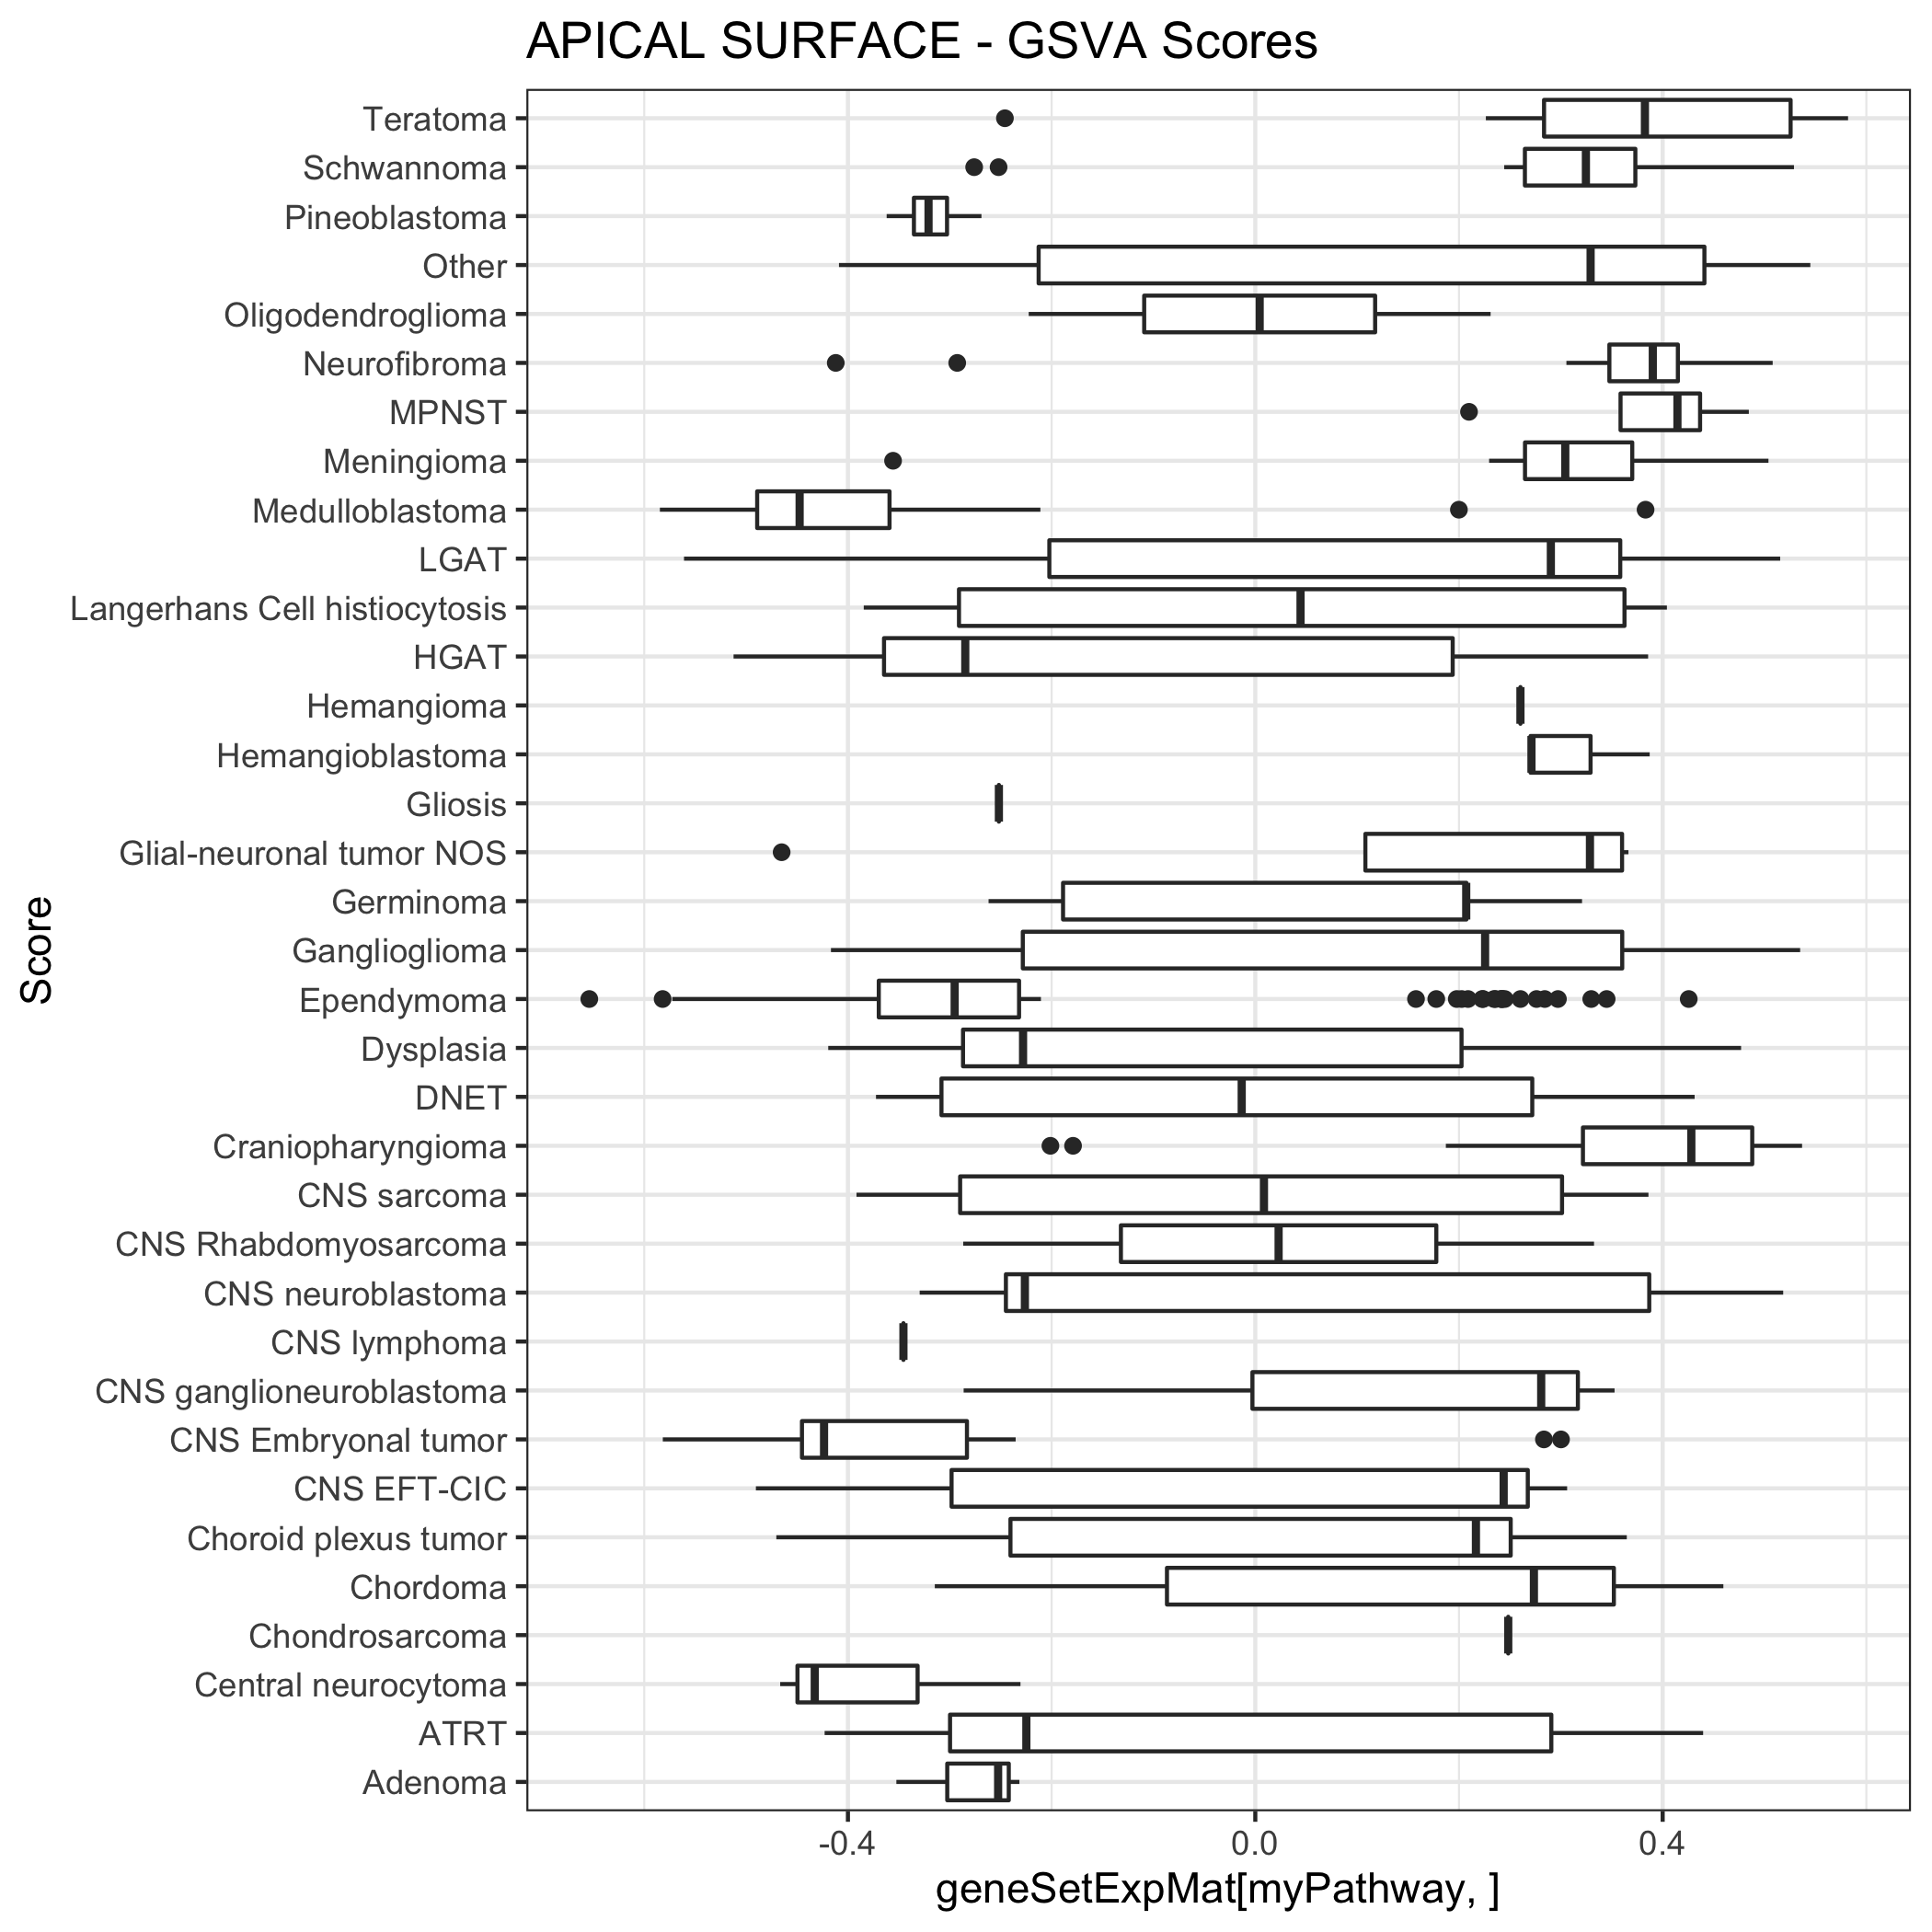 APICAL SURFACE - GSVA Scores
Teratoma
Schwannoma
Pineoblastoma
Other
Oligodendroglioma
Neurofibroma
MPNST
Meningioma
Medulloblastoma
LGAT
Langerhans Cell histiocytosis
HGAT
Hemangioma
Hemangioblastoma
Gliosis
Glial-neuronal tumor NOS
Germinoma
Ganglioglioma
Ependymoma
Dysplasia
DNET
Craniopharyngioma
CNS sarcoma
CNS Rhabdomyosarcoma
CNS neuroblastoma
CNS lymphoma
CNS ganglioneuroblastoma
CNS Embryonal tumor
CNS EFT-CIC
Choroid plexus tumor
Chordoma
Chondrosarcoma
Central neurocytoma
ATRT
Adenoma
Score
-0.4 0.0 0.4
geneSetExpMat[myPathway, ]